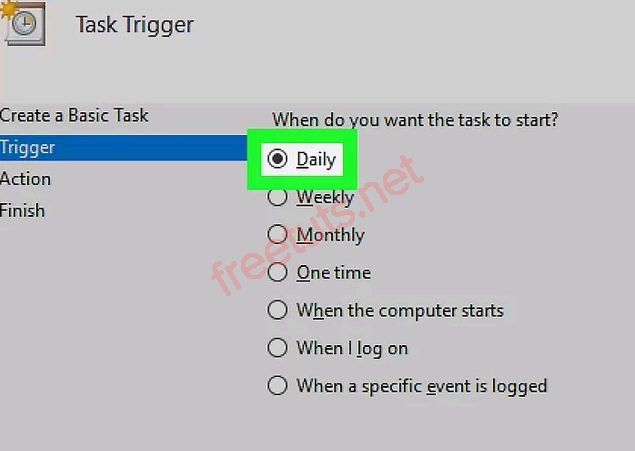 Task Trigger
Create a Basic Task
When do you want the task to start?
Trigger
Daily
Action
Weekly
Finish
Monthly
One time
When the computer starts
When I log on
When a specific event is logged
freetuts.net